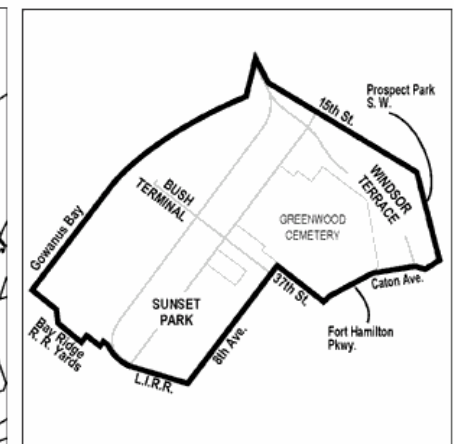 Prospect Park
S. W.
15th St.
WINDSOR
TERRACE
BUSH
TERMINAL
GREENWOOD
CEMETERY
Gowanus Bay
37th St.
Caton Ave.
SUNSET
PARK
Fort Hamilton
Pkwy.
8th Ave.
Bay Ridge
R. R. Yards
L.I.R.R.